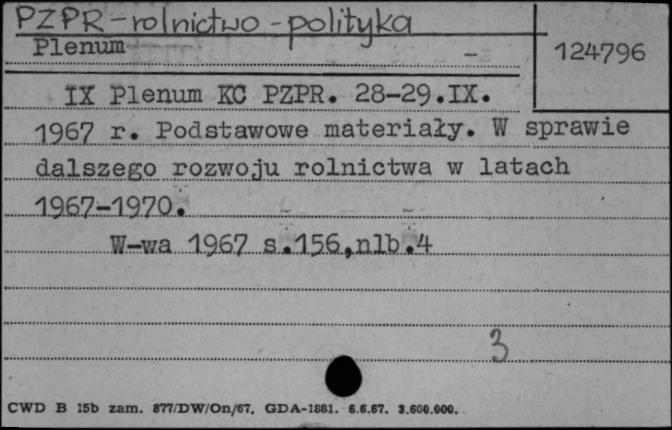 PZPR-rolnictwo-polityka
Plenum
124796
IX Plenum KC PZPR. 28-29.IX.
1967 r. Podstawowe materiały. W sprawie
dalszego rozwoju rolnictwa w latach
1967-1970.
W-wa 1967 s.156,nlb.4
3
CWD B 15b zam. 877/DW/On/67. GDA-1881. 6.6.67. 3.600.000.